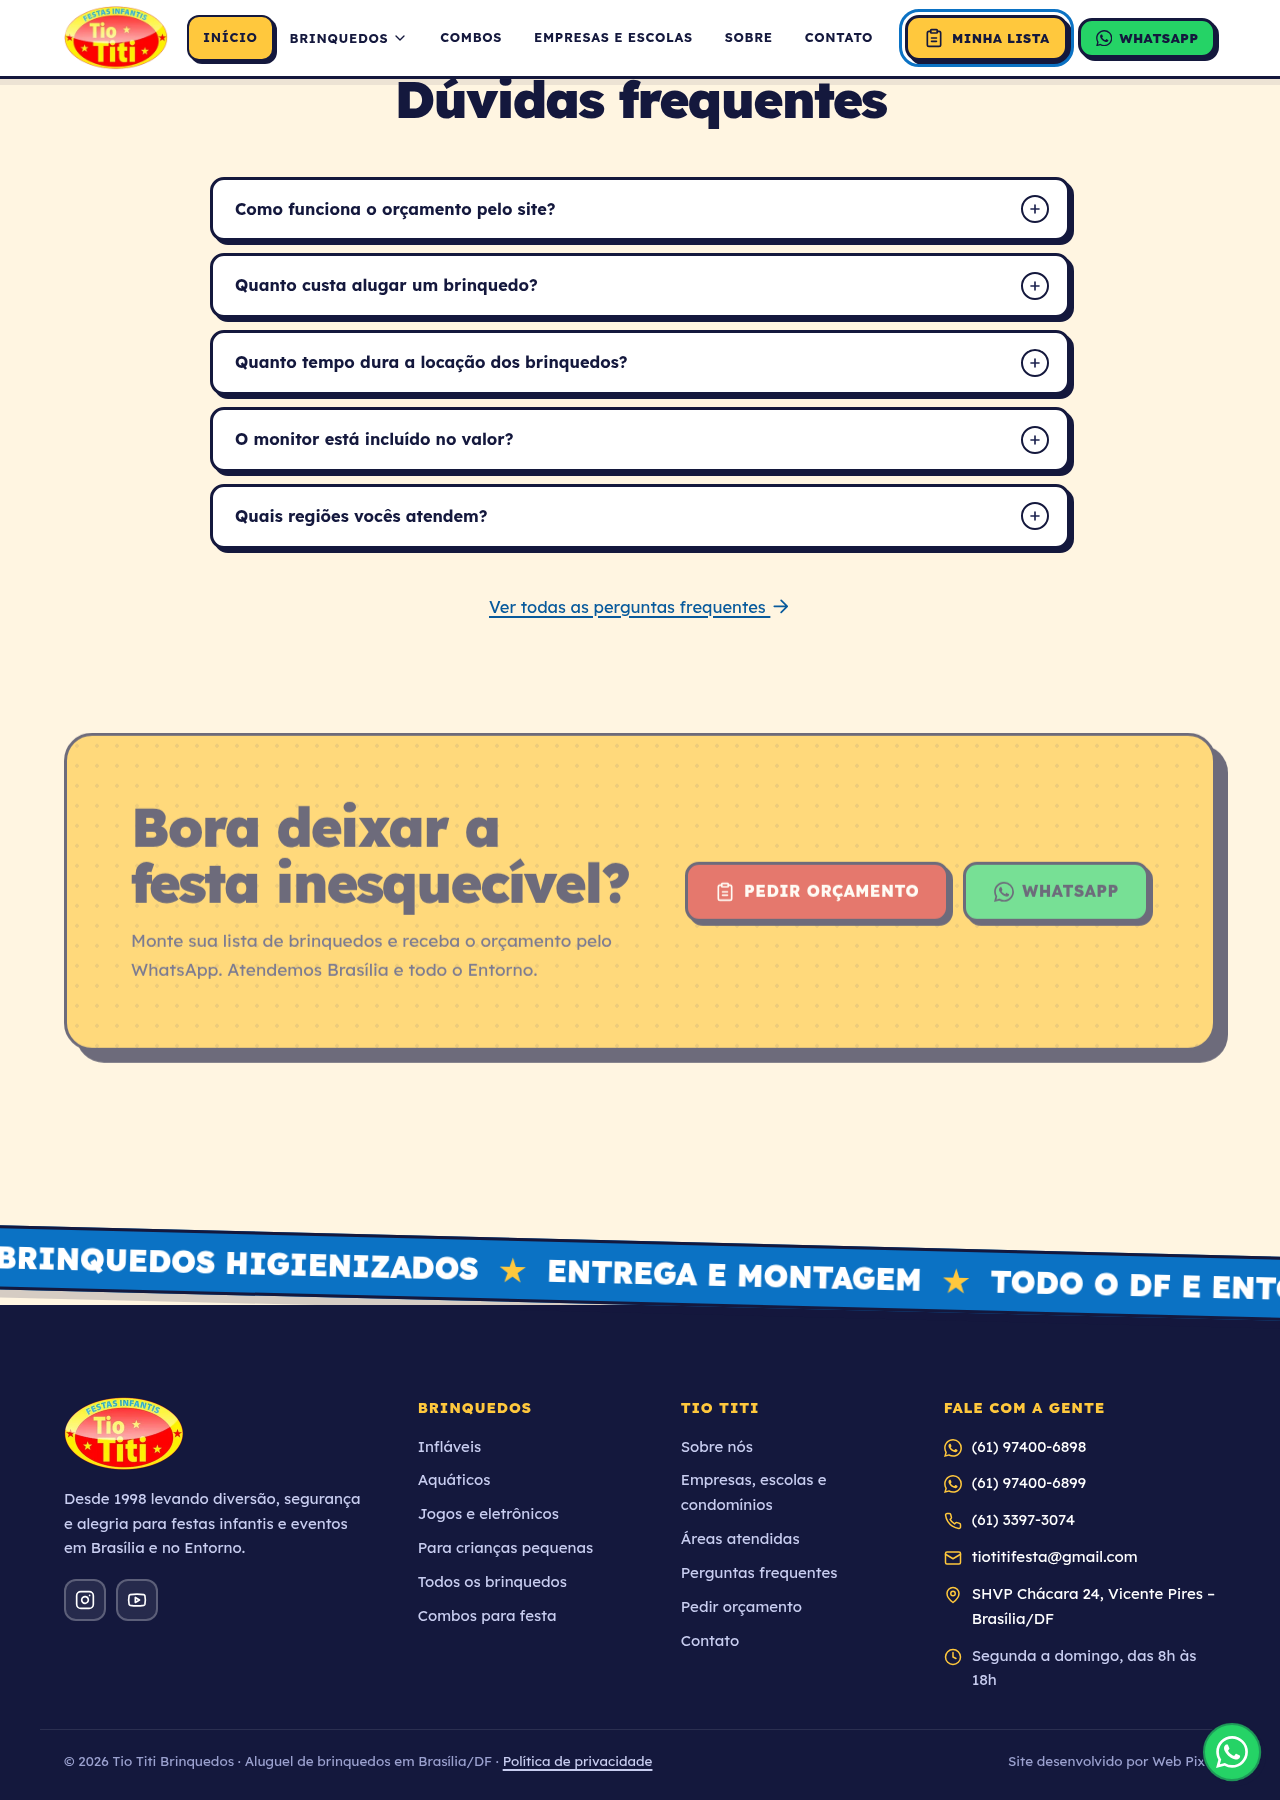 FESTAS INFANTIS
Tio
Titi
INÍCIO
BRINQUEDOS
COMBOS
EMPRESAS E ESCOLAS
SOBRE
CONTATO
MINHA LISTA
WHATSAPP
Dúvidas frequentes
Como funciona o orçamento pelo site?
Quanto custa alugar um brinquedo?
Quanto tempo dura a locação dos brinquedos?
O monitor está incluído no valor?
Quais regiões vocês atendem?
Ver todas as perguntas frequentes
Bora deixar a
festa inesquecível?
Monte sua lista de brinquedos e receba o orçamento pelo
WhatsApp. Atendemos Brasília e todo o Entorno.
PEDIR ORÇAMENTO
WHATSAPP
BRINQUEDOS HIGIENIZADOS ★ ENTREGA E MONTAGEM ★ TODO O DF E
FESTAS INFANTIS
Tio
Titi
Desde 1998 levando diversão, segurança
e alegria para festas infantis e eventos
em Brasília e no Entorno.
BRINQUEDOS
Infláveis
Aquáticos
Jogos e eletrônicos
Para crianças pequenas
Todos os brinquedos
Combos para festa
TIO TITI
Sobre nós
Empresas, escolas e
condomínios
Áreas atendidas
Perguntas frequentes
Pedir orçamento
Contato
FALE COM A GENTE
(61) 97400-6898
(61) 97400-6899
(61) 3397-3074
tiotitifesta@gmail.com
SHVP Chácara 24, Vicente Pires –
Brasília/DF
Segunda a domingo, das 8h às
18h
© 2026 Tio Titi Brinquedos · Aluguel de brinquedos em Brasília/DF · Política de privacidade
Site desenvolvido por Web